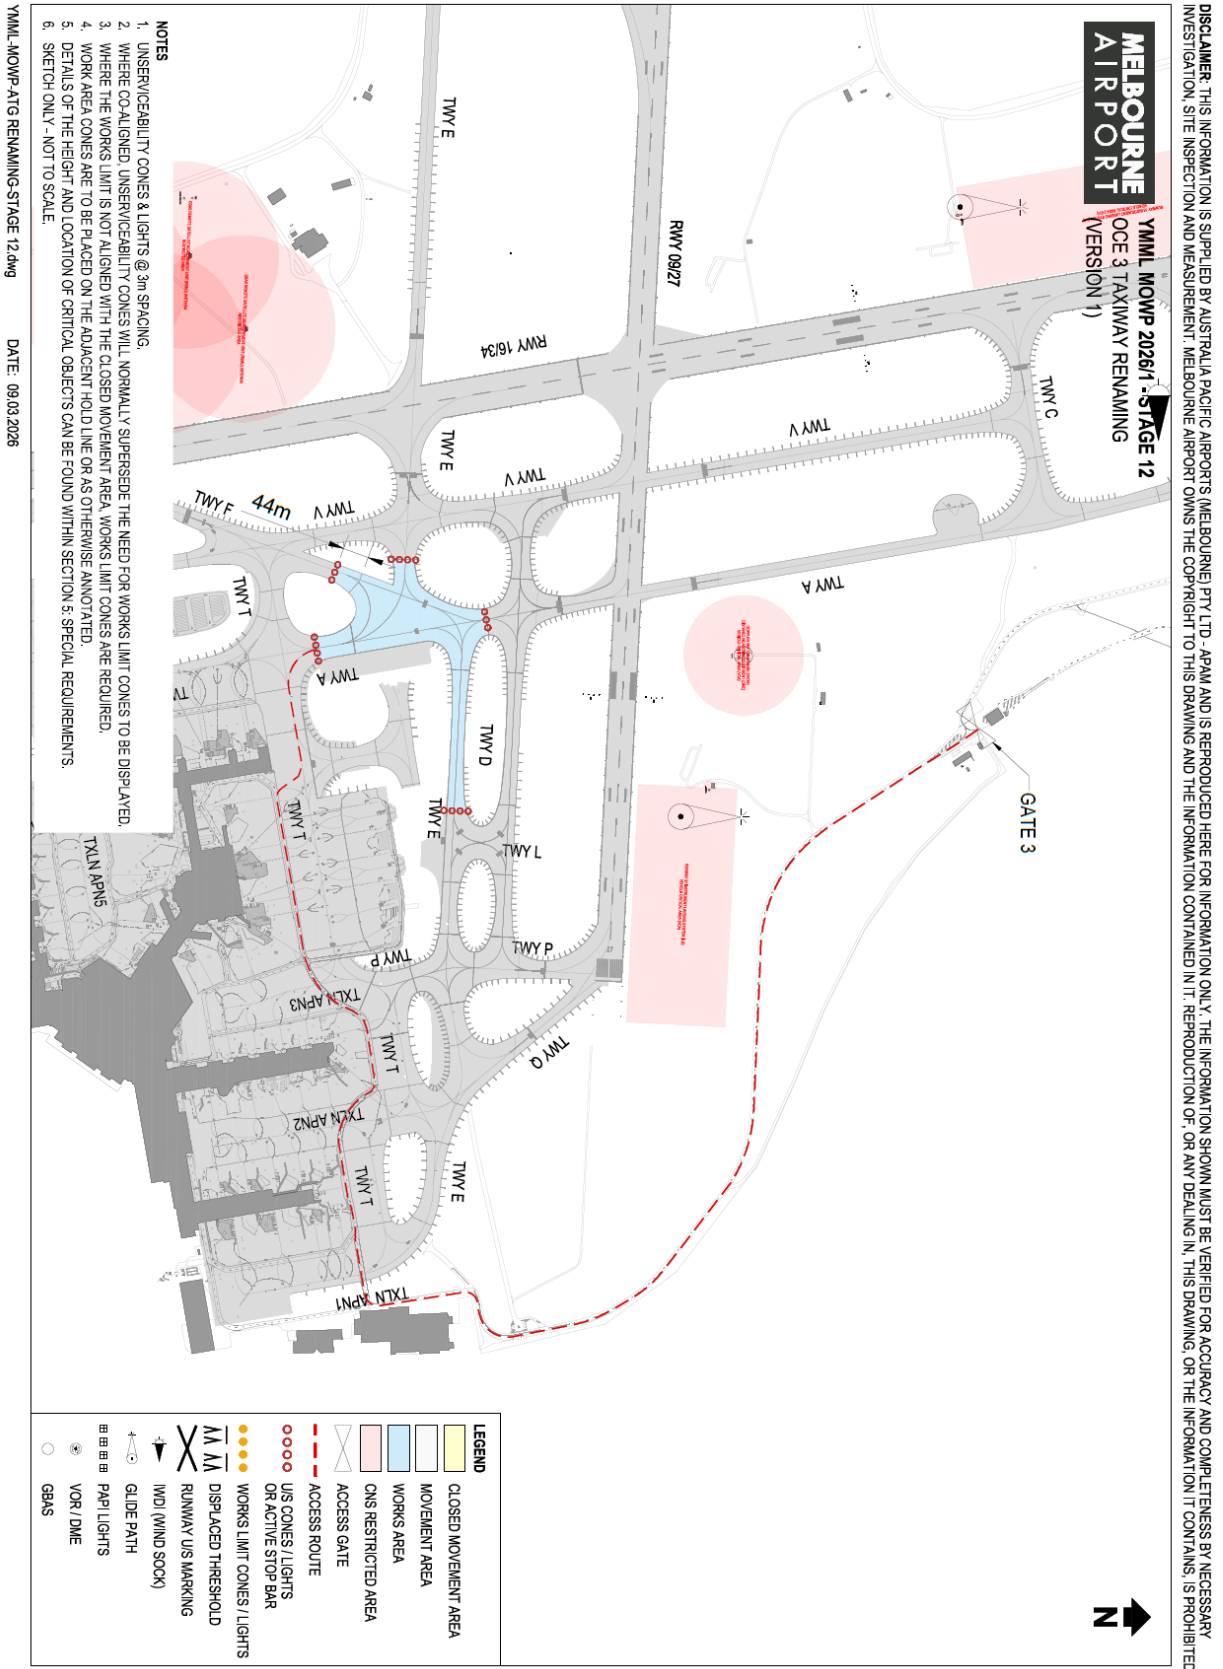 DISCLAIMER: THIS INFORMATION IS SUPPLIED BY AUSTRALIA PACIFIC AIRPORTS (MELBOURNE) PTY LTD - APAM AND IS REPRODUCED HERE FOR INFORMATION ONLY. THE INFORMATION SHOWN MUST BE VERIFIED FOR ACCURACY AND COMPLETENESS BY NECESSARY
INVESTIGATION, SITE INSPECTION AND MEASUREMENT. MELBOURNE AIRPORT OWNS THE COPYRIGHT TO THIS DRAWING AND THE INFORMATION CONTAINED IN IT. REPRODUCTION OF, OR ANY DEALING IN, THIS DRAWING, OR THE INFORMATION IT CONTAINS, IS PROHIBITED
MELBOURNE
AIRPORT
YMML MOWP 2026/1 - STAGE 12
OCE 3 TAXIWAY RENAMING
(VERSION 1)
N
TWY C
TWY V
TWY A
GATE 3
RWY 09/27
RWY 16/34
TWY E
TWY E
TWY V
TWY V
TWY F
44m
TWY T
TWY A
TWY D
TWY E
TWY L
TWY P
TWY P
TWY Q
TWY T
TXLN APN3
TWY T
TXLN APN2
TWY T
TWY E
TXLN APN1
TXLN APN5
NOTES
1. UNSERVICEABILITY CONES & LIGHTS @ 3m SPACING.
2. WHERE CO-ALIGNED, UNSERVICEABILITY CONES WILL NORMALLY SUPERSEDE THE NEED FOR WORKS LIMIT CONES TO BE DISPLAYED.
3. WHERE THE WORKS LIMIT IS NOT ALIGNED WITH THE CLOSED MOVEMENT AREA, WORKS LIMIT CONES ARE REQUIRED.
4. WORK AREA CONES ARE TO BE PLACED ON THE ADJACENT HOLD LINE OR AS OTHERWISE ANNOTATED.
5. DETAILS OF THE HEIGHT AND LOCATION OF CRITICAL OBJECTS CAN BE FOUND WITHIN SECTION 5: SPECIAL REQUIREMENTS.
6. SKETCH ONLY - NOT TO SCALE.
LEGEND
CLOSED MOVEMENT AREA
MOVEMENT AREA
WORKS AREA
CNS RESTRICTED AREA
ACCESS GATE
ACCESS ROUTE
U/S CONES / LIGHTS
OR ACTIVE STOP BAR
WORKS LIMIT CONES / LIGHTS
DISPLACED THRESHOLD
RUNWAY U/S MARKING
IWDI (WIND SOCK)
GLIDE PATH
PAPI LIGHTS
VOR / DME
GBAS
YMML-MOWP-ATG RENAMING-STAGE 12.dwg DATE: 09.03.2026